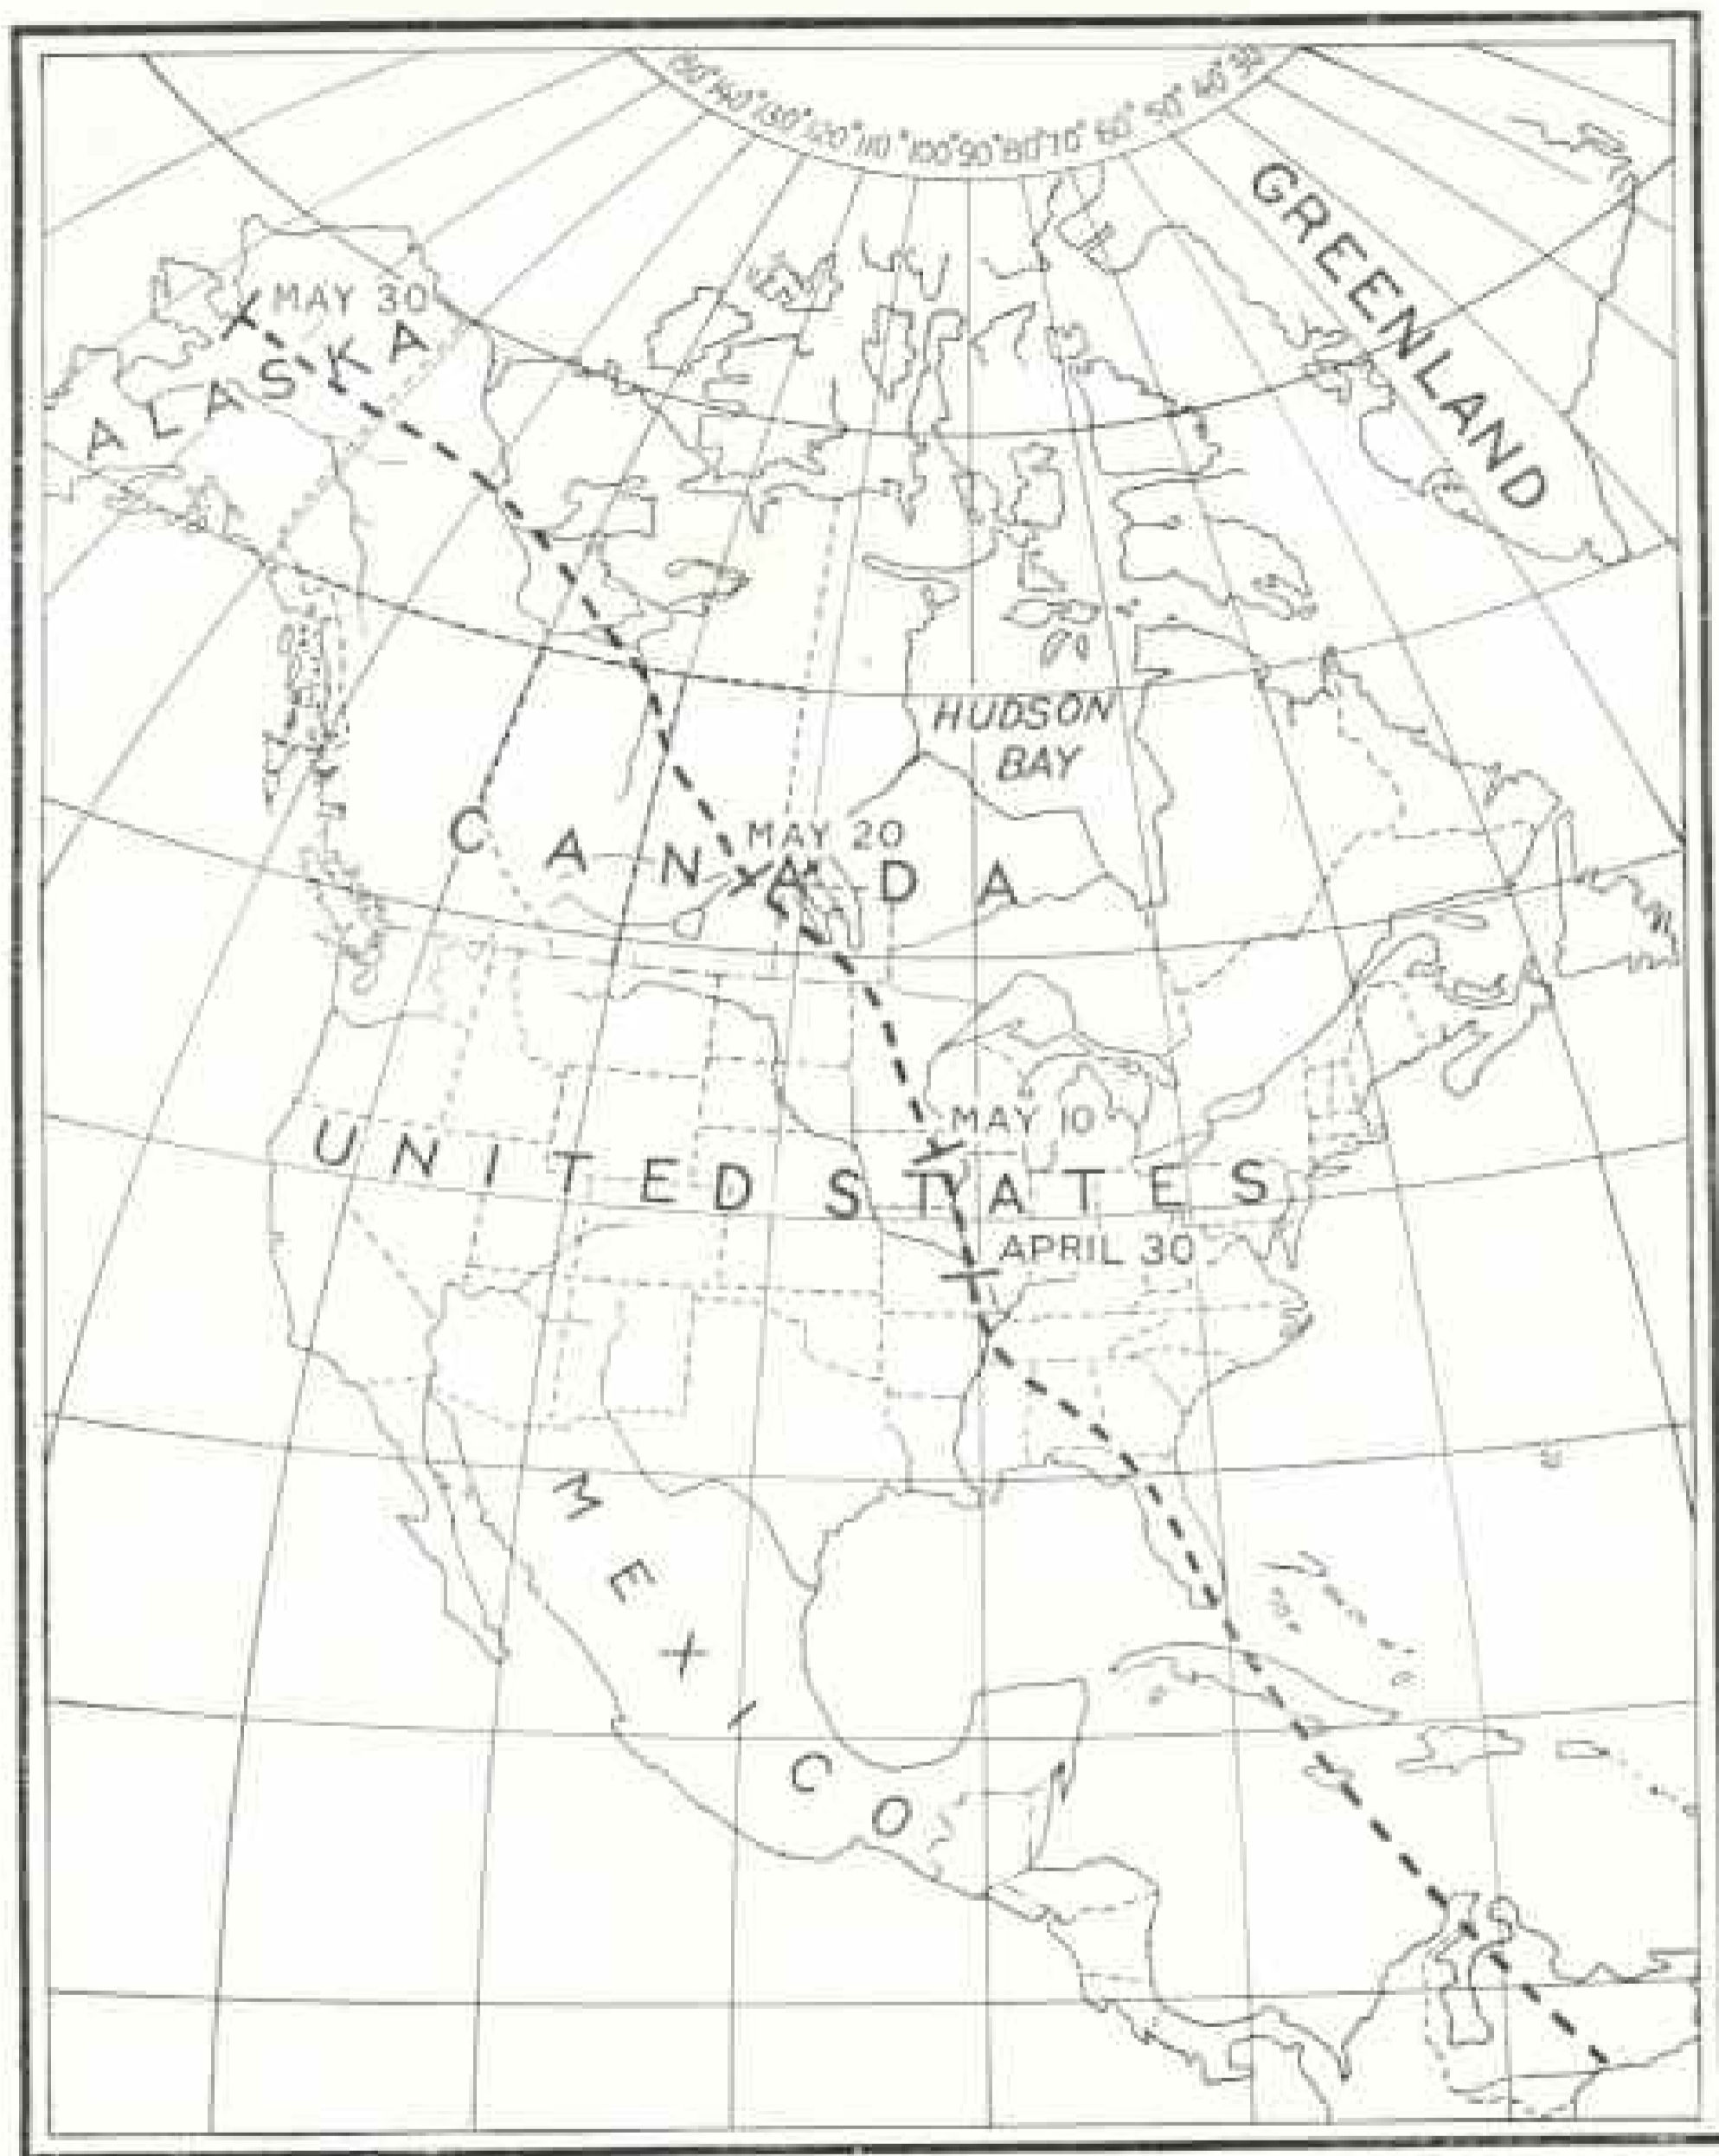 150° 140° 130° 120° 110° 100° 90° 80° 70° 60° 50° 40° 30°
GREENLAND
MAY 30
ALASKA
HUDSON
BAY
MAY 20
CANADA
MAY 10
UNITED STATES
APRIL 30
MEXICO